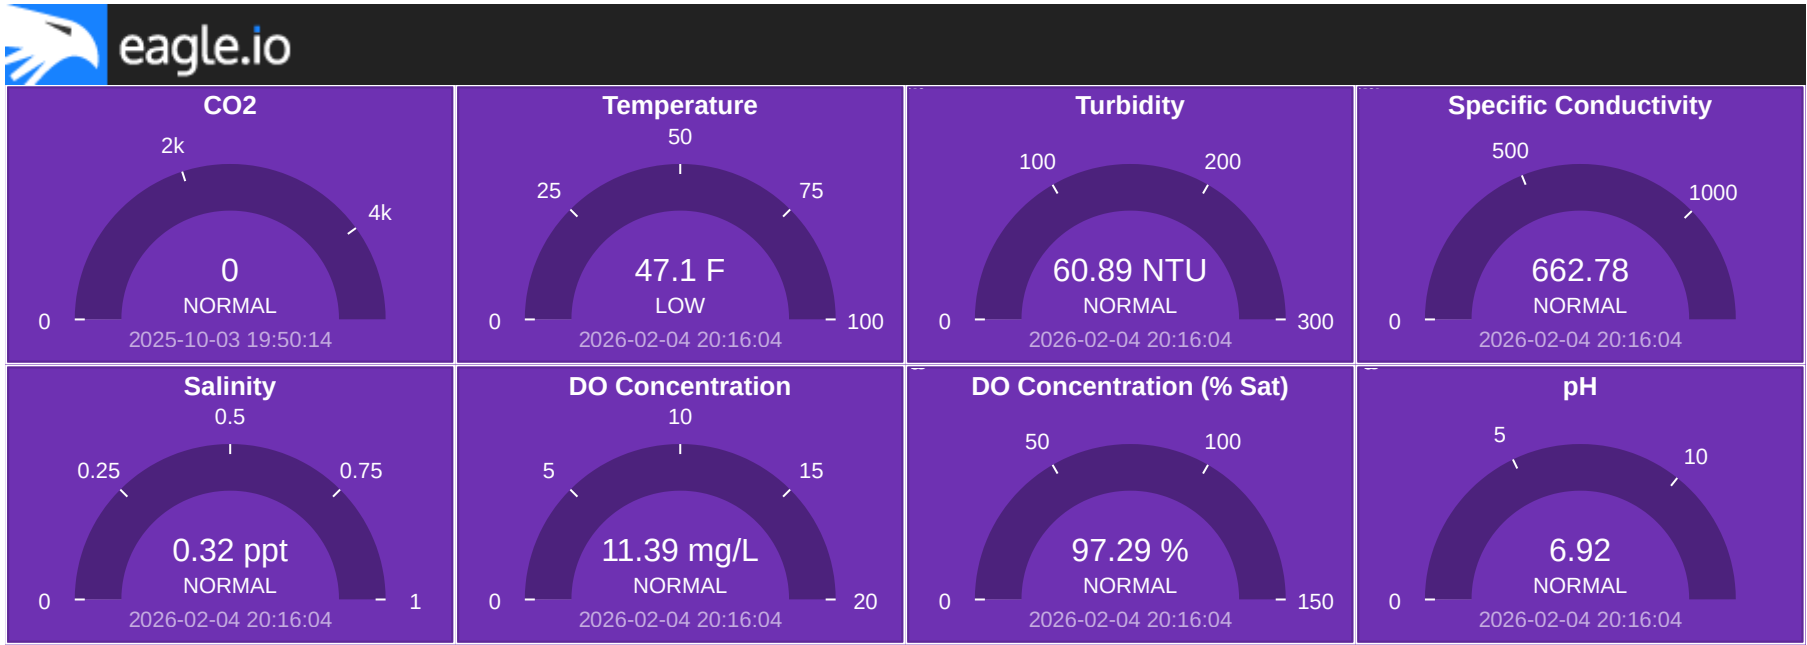 eagle.io
CO2
2k
4k
0
0
NORMAL
2025-10-03 19:50:14
Temperature
50
25
75
47.1 F
LOW
0
100
2026-02-04 20:16:04
Turbidity
100
200
60.89 NTU
NORMAL
0
300
2026-02-04 20:16:04
Specific Conductivity
500
1000
662.78
NORMAL
0
2026-02-04 20:16:04
Salinity
0.5
0.25
0.75
0.32 ppt
NORMAL
0
1
2026-02-04 20:16:04
DO Concentration
10
5
15
11.39 mg/L
NORMAL
0
20
2026-02-04 20:16:04
DO Concentration (% Sat)
50
100
97.29 %
NORMAL
0
150
2026-02-04 20:16:04
pH
5
10
6.92
NORMAL
0
2026-02-04 20:16:04